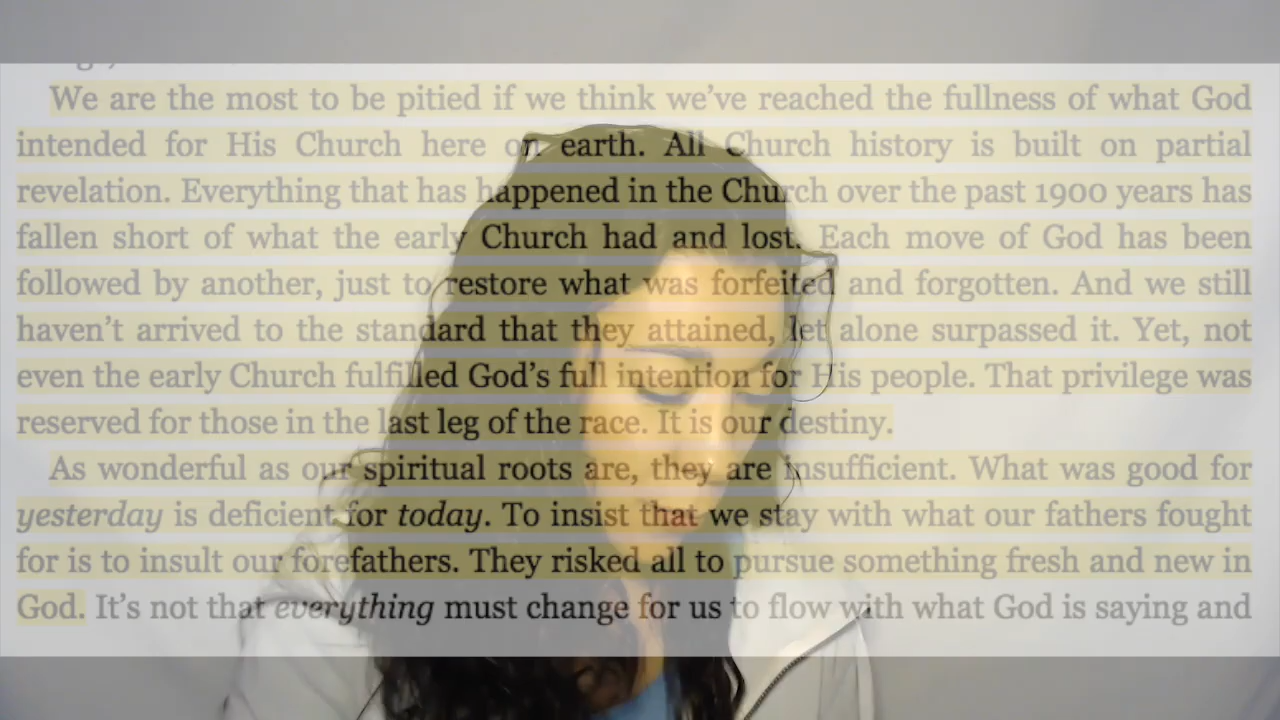 We are the most to be pitied if we think we've reached the fullness of what God
intended for His Church here on earth. All Church history is built on partial
revelation. Everything that has happened in the Church over the past 1900 years has
fallen short of what the early Church had and lost. Each move of God has been
followed by another, just to restore what was forfeited and forgotten. And we still
haven't arrived to the standard that they attained, let alone surpassed it. Yet, not
even the early Church fulfilled God's full intention for His people. That privilege was
reserved for those in the last leg of the race. It is our destiny.
As wonderful as our spiritual roots are, they are insufficient. What was good for
yesterday is deficient for today. To insist that we stay with what our fathers fought
for is to insult our forefathers. They risked all to pursue something fresh and new in
God. It's not that everything must change for us to flow with what God is saying and